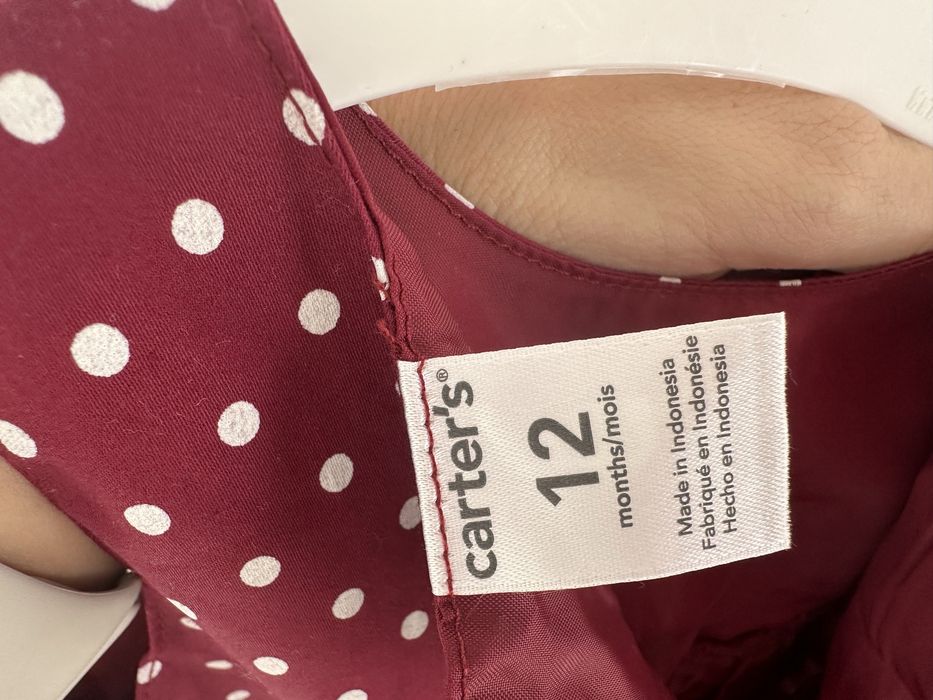 carter's®
12
months/mois
Made in Indonesia
Fabriqué en Indonésie
Hecho en Indonesia